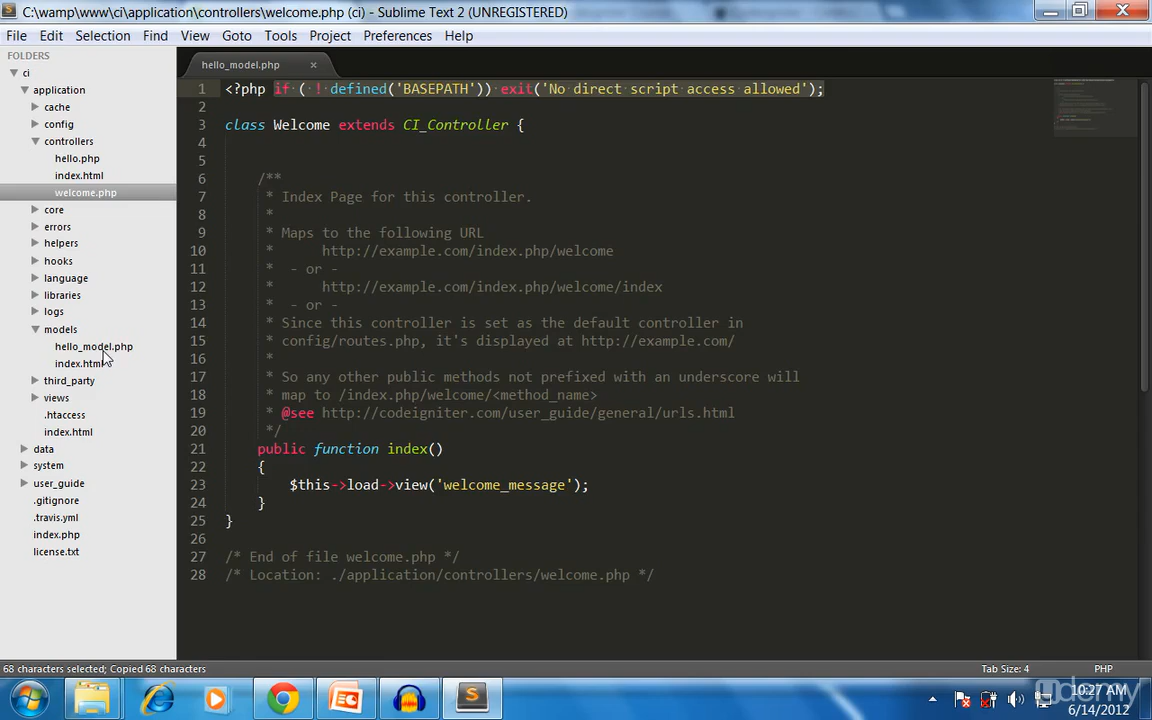 C:\wamp\www\ci\application\controllers\welcome.php (ci) - Sublime Text 2 (UNREGISTERED)
File Edit Selection Find View Goto Tools Project Preferences Help
FOLDERS
ci
application
cache
config
controllers
hello.php
index.html
welcome.php
core
errors
helpers
hooks
language
libraries
logs
models
hello_model.php
index.html
third_party
views
.htaccess
index.html
data
system
user_guide
.gitignore
.travis.yml
index.php
license.txt
hello_model.php ×
1 <?php if ( ! defined('BASEPATH')) exit('No direct script access allowed');
2
3 class Welcome extends CI_Controller {
4
5
6 /**
7 * Index Page for this controller.
8 *
9 * Maps to the following URL
10 * http://example.com/index.php/welcome
11 * - or -
12 * http://example.com/index.php/welcome/index
13 * - or -
14 * Since this controller is set as the default controller in
15 * config/routes.php, it's displayed at http://example.com/
16 *
17 * So any other public methods not prefixed with an underscore will
18 * map to /index.php/welcome/<method_name>
19 * @see http://codeigniter.com/user_guide/general/urls.html
20 */
21 public function index()
22 {
23 $this->load->view('welcome_message');
24 }
25 }
26
27 /* End of file welcome.php */
28 /* Location: ./application/controllers/welcome.php */
68 characters selected; Copied 68 characters Tab Size: 4 PHP
udemy
10:27 AM
6/14/2012